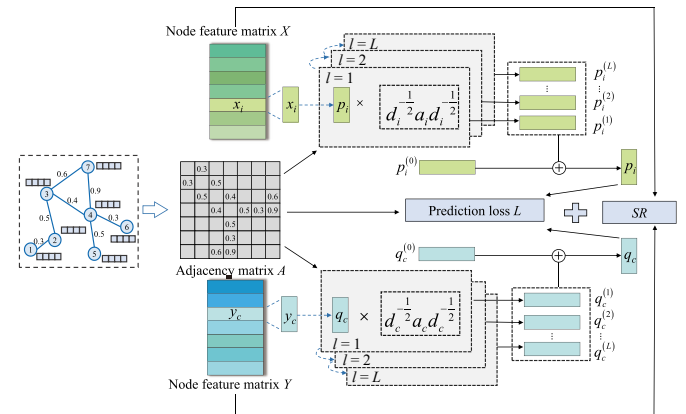 Node feature matrix X
x_i
x_i
l = L
l = 2
l = 1
p_i × d_i^{-1/2} a_i d_i^{-1/2}
p_i^{(L)}
⋮ ⋮
p_i^{(2)}
p_i^{(1)}
p_i^{(0)}
+
p_i
7
0.6
0.9
3
0.4
4
0.3
6
0.5
2
0.3
1
0.5
5
0.3
0.3 0.5
0.5 0.4 0.6
0.4 0.5 0.3 0.9
0.5
0.3
0.6 0.9
Adjacency matrix A
Prediction loss L
SR
q_c^{(0)}
+
q_c
y_c
y_c
q_c × d_c^{-1/2} a_c d_c^{-1/2}
l = 1
l = 2
l = L
q_c^{(1)}
q_c^{(2)}
⋮ ⋮
q_c^{(L)}
Node feature matrix Y